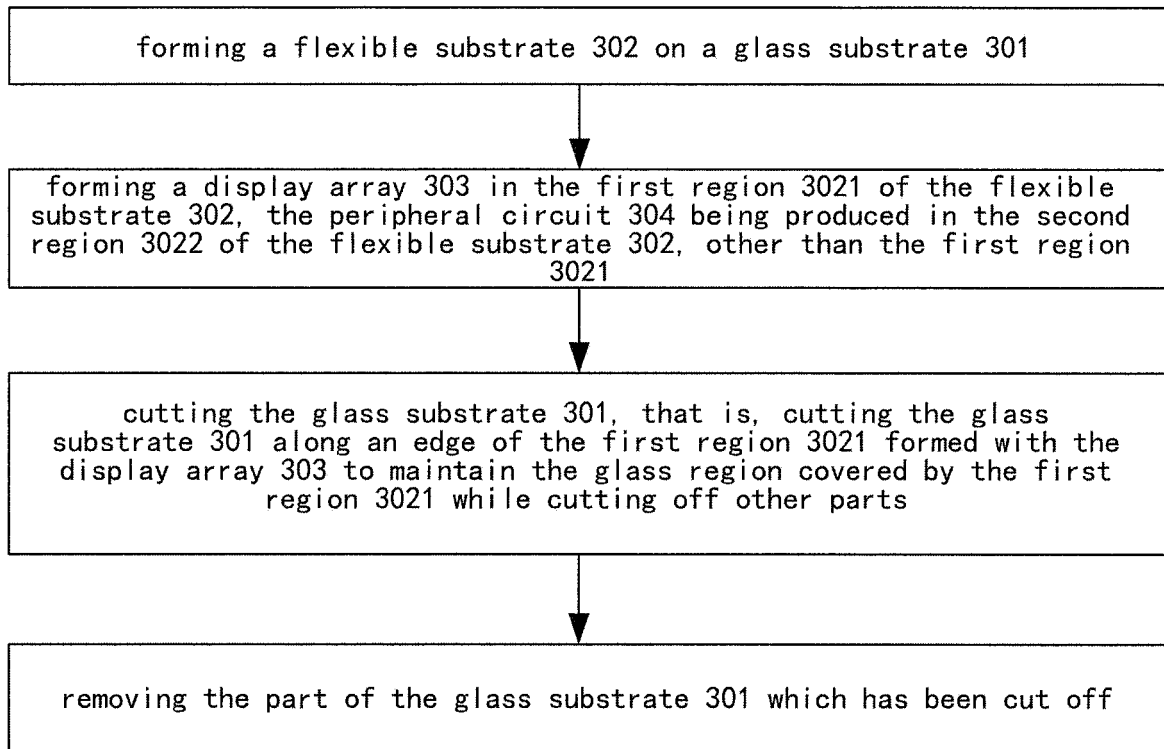 forming a flexible substrate 302 on a glass substrate 301
forming a display array 303 in the first region 3021 of the flexible
substrate 302, the peripheral circuit 304 being produced in the second
region 3022 of the flexible substrate 302, other than the first region
3021
cutting the glass substrate 301, that is, cutting the glass
substrate 301 along an edge of the first region 3021 formed with the
display array 303 to maintain the glass region covered by the first
region 3021 while cutting off other parts
removing the part of the glass substrate 301 which has been cut off